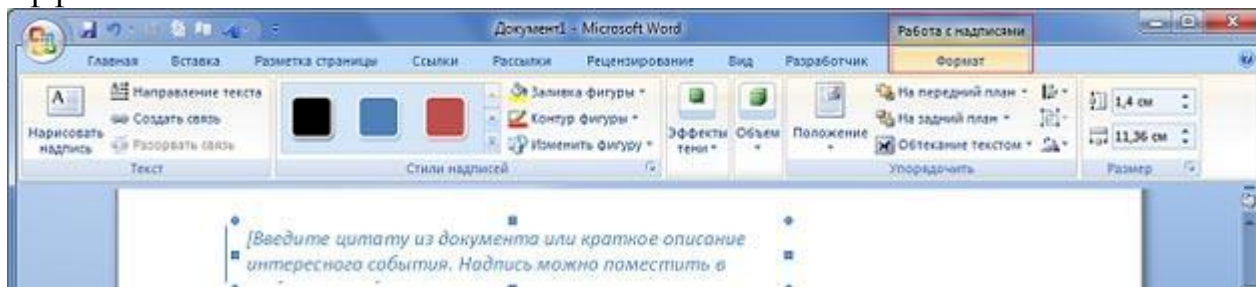 Документ1 - Microsoft Word
Работа с надписями
Главная Вставка Разметка страницы Ссылки Рассылки Рецензирование Вид Разработчик Формат
Нарисовать надпись
Направление текста
Создать связь
Разорвать связь
Текст
Заливка фигуры
Контур фигуры
Изменить фигуру
Стили надписей
Эффекты тени
Объем
Положение
На передний план
На задний план
Обтекание текстом
Упорядочить
1,4 см
11,36 см
Размер
[Введите цитату из документа или краткое описание
интересного события. Надпись можно поместить в